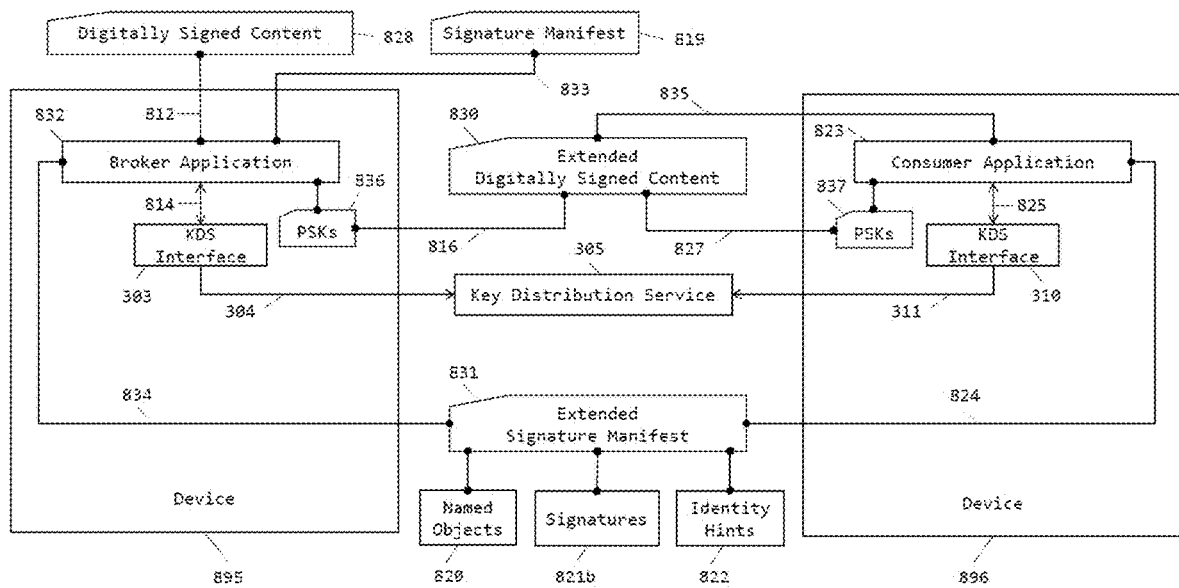 Digitally Signed Content
828
Signature Manifest
819
833
835
832
812
830
823
Broker Application
Extended
Digitally Signed Content
Consumer Application
814
836
837
825
PSKs
816
827
PSKs
KDS
Interface
KDS
Interface
305
303
304
Key Distribution Service
311
310
831
834
824
Extended
Signature Manifest
Device
Named
Objects
Signatures
Identity
Hints
Device
895
820
821b
822
896